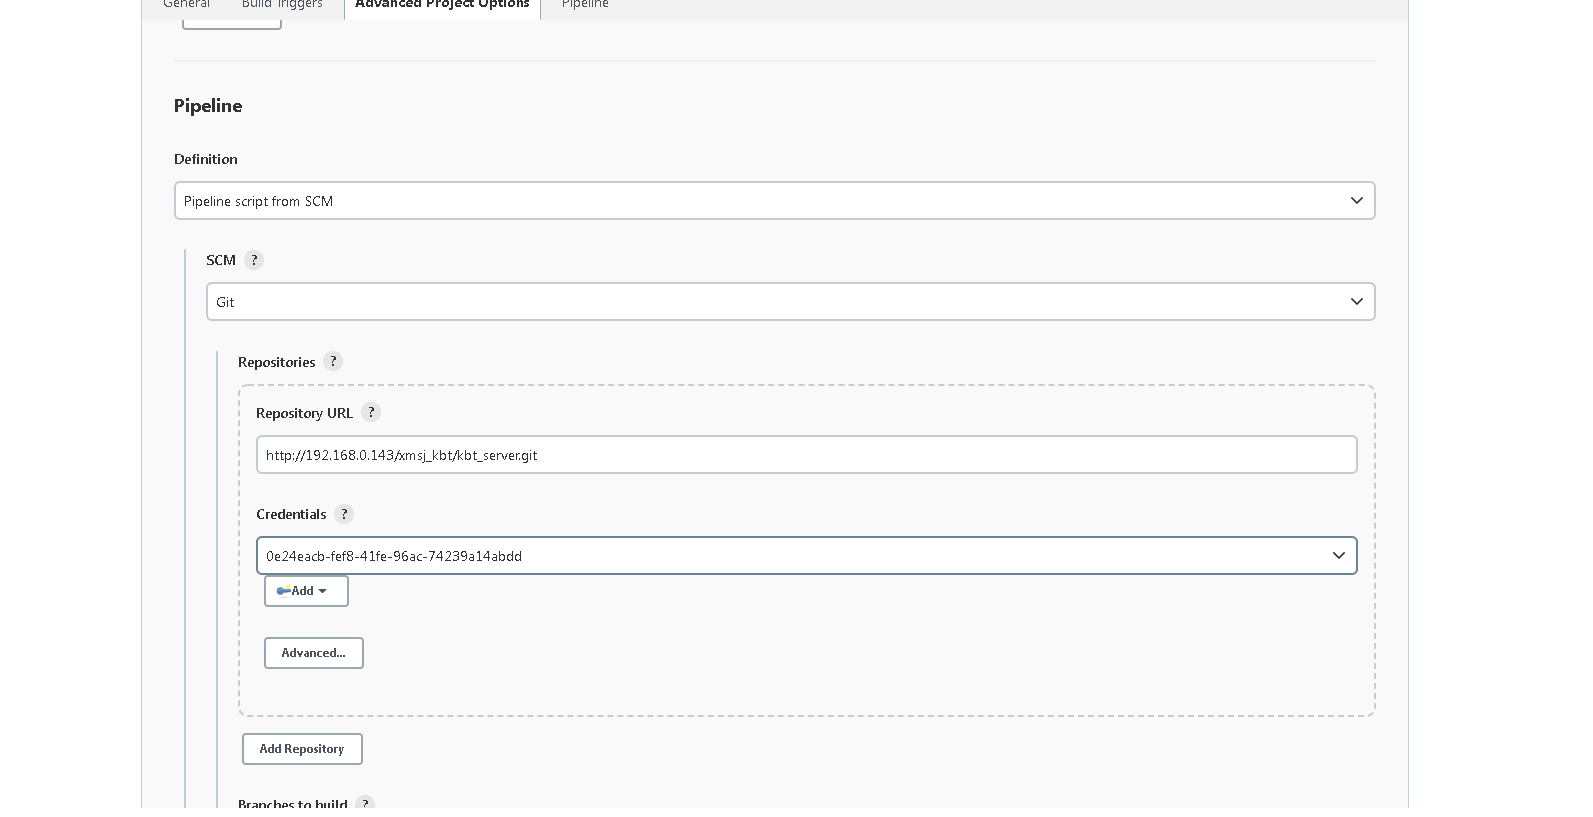 General Build Triggers Advanced Project Options Pipeline
Pipeline
Definition
Pipeline script from SCM
SCM ?
Git
Repositories ?
Repository URL ?
http://192.168.0.143/xmsj_kbt/kbt_server.git
Credentials ?
0e24eacb-fef8-41fe-96ac-74239a14abdd
Add
Advanced...
Add Repository
Branches to build ?